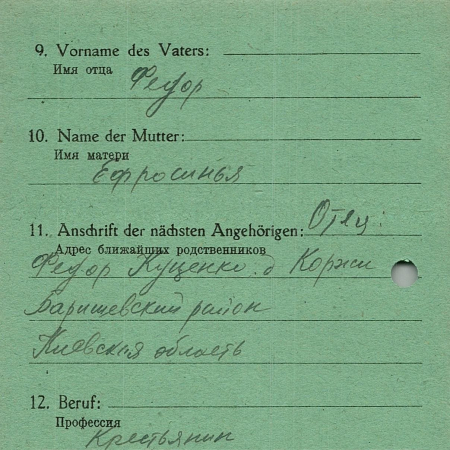 9. Vorname des Vaters:
Имя отца Федор
10. Name der Mutter:
Имя матери
Ефросинья
11. Anschrift der nächsten Angehörigen: Отец:
Адрес ближайших родственников
Федор Куценко д Коржи
Баришевский район
Киевская область
12. Beruf:
Профессия
Крестьянин